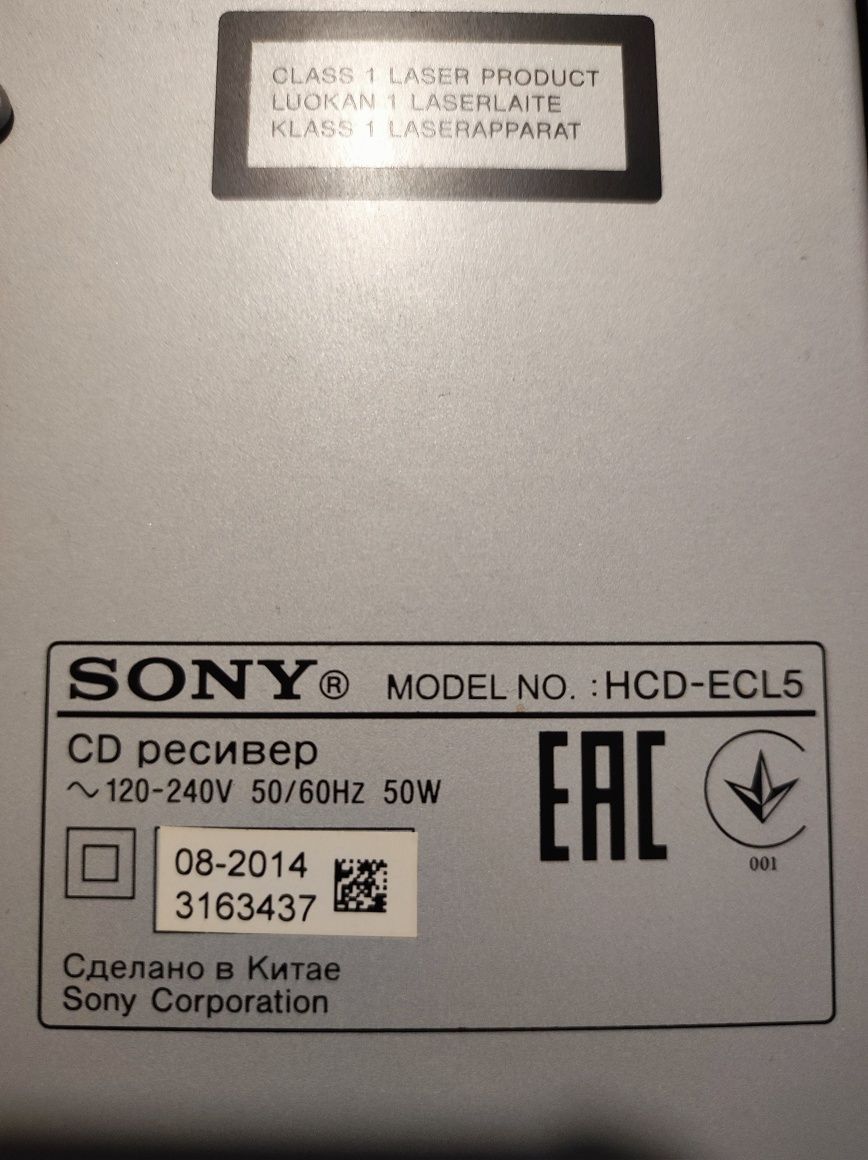 CLASS 1 LASER PRODUCT
LUOKAN 1 LASERLAITE
KLASS 1 LASERAPPARAT
SONY® MODEL NO. :HCD-ECL5
CD ресивер
~120-240V 50/60Hz 50W
EAC
001
08-2014
3163437
Сделано в Китае
Sony Corporation